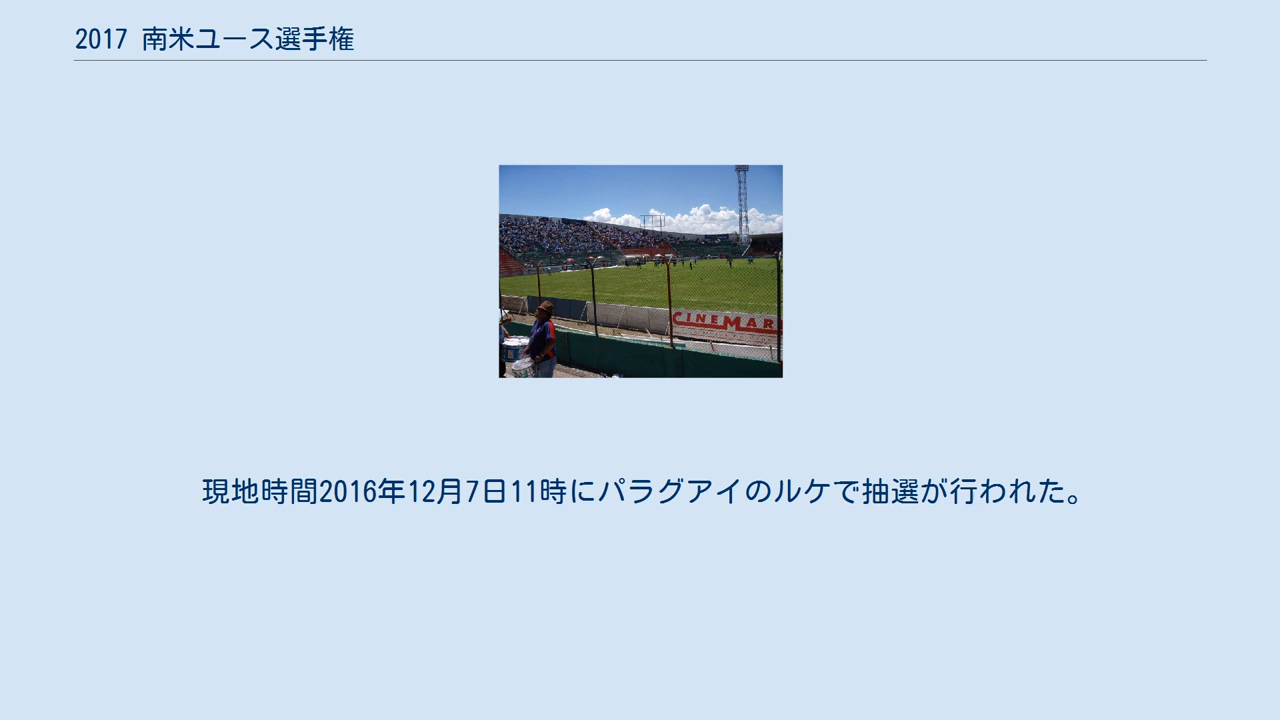 2017 南米ユース選手権
CINEMAR
現地時間2016年12月7日11時にパラグアイのルケで抽選が行われた。